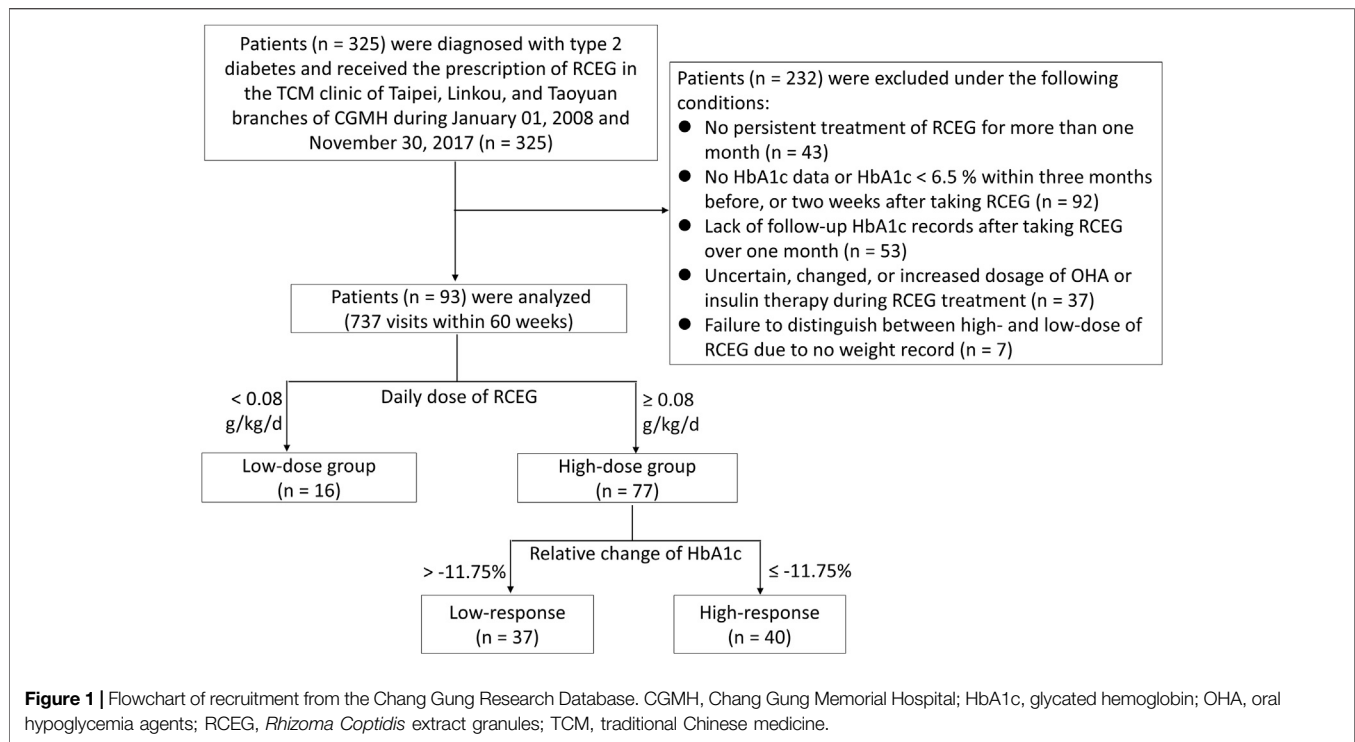 Patients (n = 325) were diagnosed with type 2
diabetes and received the prescription of RCEG in
the TCM clinic of Taipei, Linkou, and Taoyuan
branches of CGMH during January 01, 2008 and
November 30, 2017 (n = 325)
Patients (n = 232) were excluded under the following
conditions:
● No persistent treatment of RCEG for more than one
month (n = 43)
● No HbA1c data or HbA1c < 6.5 % within three months
before, or two weeks after taking RCEG (n = 92)
● Lack of follow-up HbA1c records after taking RCEG
over one month (n = 53)
● Uncertain, changed, or increased dosage of OHA or
insulin therapy during RCEG treatment (n = 37)
● Failure to distinguish between high- and low-dose of
RCEG due to no weight record (n = 7)
Patients (n = 93) were analyzed
(737 visits within 60 weeks)
Daily dose of RCEG
< 0.08
g/kg/d
≥ 0.08
g/kg/d
Low-dose group
(n = 16)
High-dose group
(n = 77)
Relative change of HbA1c
> -11.75%
≤ -11.75%
Low-response
(n = 37)
High-response
(n = 40)
Figure 1 | Flowchart of recruitment from the Chang Gung Research Database. CGMH, Chang Gung Memorial Hospital; HbA1c, glycated hemoglobin; OHA, oral
hypoglycemia agents; RCEG, Rhizoma Coptidis extract granules; TCM, traditional Chinese medicine.